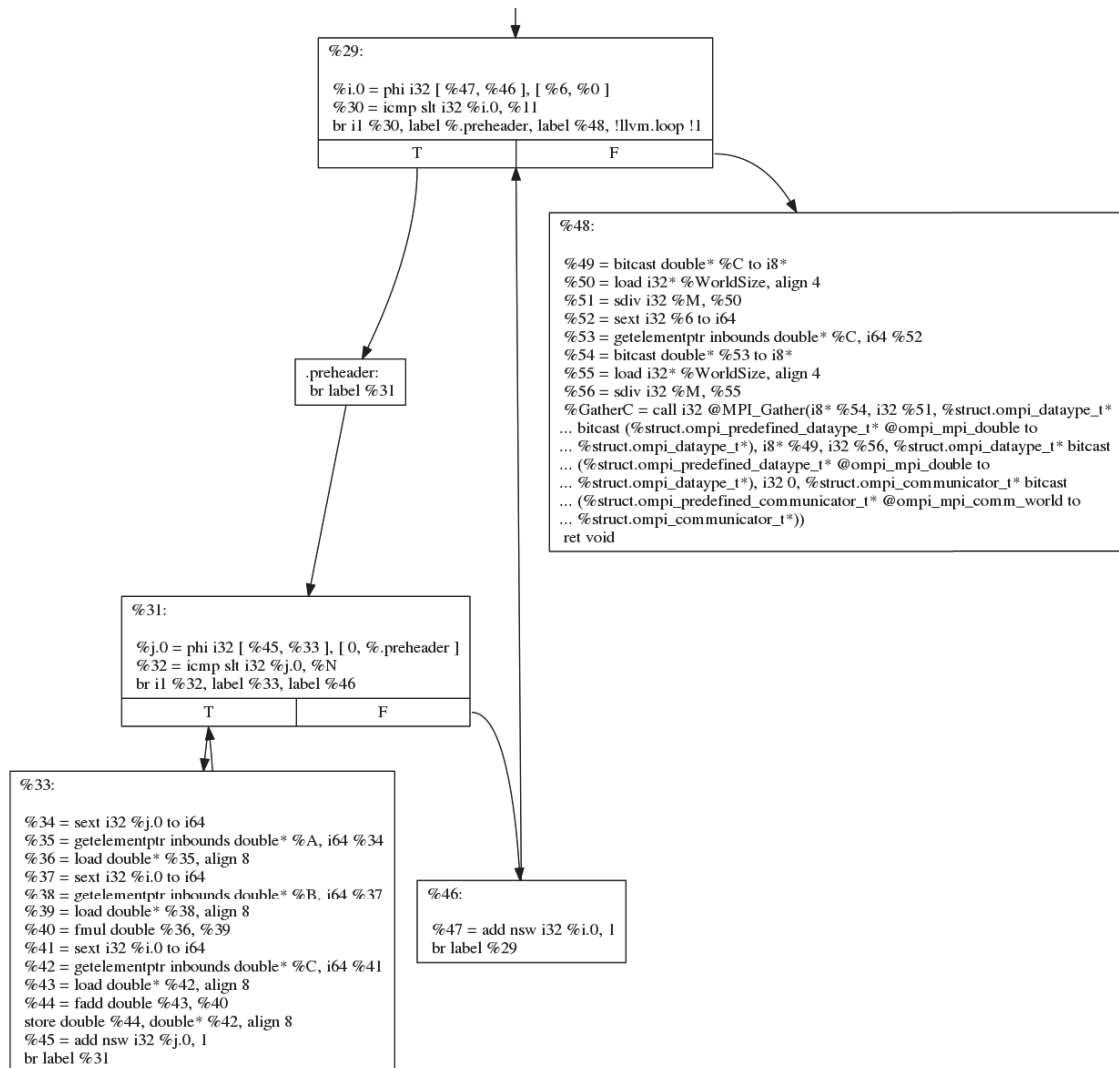 %29:
%i.0 = phi i32 [ %47, %46 ], [ %6, %0 ]
%30 = icmp slt i32 %i.0, %11
br i1 %30, label %.preheader, label %48, !llvm.loop !1
T F
%48:
%49 = bitcast double* %C to i8*
%50 = load i32* %WorldSize, align 4
%51 = sdiv i32 %M, %50
%52 = sext i32 %6 to i64
%53 = getelementptr inbounds double* %C, i64 %52
%54 = bitcast double* %53 to i8*
%55 = load i32* %WorldSize, align 4
%56 = sdiv i32 %M, %55
%GatherC = call i32 @MPI_Gather(i8* %54, i32 %51, %struct.ompi_dataype_t*
... bitcast (%struct.ompi_predefined_dataype_t* @ompi_mpi_double to
... %struct.ompi_dataype_t*), i8* %49, i32 %56, %struct.ompi_dataype_t* bitcast
... (%struct.ompi_predefined_dataype_t* @ompi_mpi_double to
... %struct.ompi_dataype_t*), i32 0, %struct.ompi_communicator_t* bitcast
... (%struct.ompi_predefined_communicator_t* @ompi_mpi_comm_world to
... %struct.ompi_communicator_t*))
ret void
.preheader:
br label %31
%31:
%j.0 = phi i32 [ %45, %33 ], [ 0, %.preheader ]
%32 = icmp slt i32 %j.0, %N
br i1 %32, label %33, label %46
T F
%33:
%34 = sext i32 %j.0 to i64
%35 = getelementptr inbounds double* %A, i64 %34
%36 = load double* %35, align 8
%37 = sext i32 %i.0 to i64
%38 = getelementptr inbounds double* %B, i64 %37
%39 = load double* %38, align 8
%40 = fmul double %36, %39
%41 = sext i32 %i.0 to i64
%42 = getelementptr inbounds double* %C, i64 %41
%43 = load double* %42, align 8
%44 = fadd double %43, %40
store double %44, double* %42, align 8
%45 = add nsw i32 %j.0, 1
br label %31
%46:
%47 = add nsw i32 %i.0, 1
br label %29